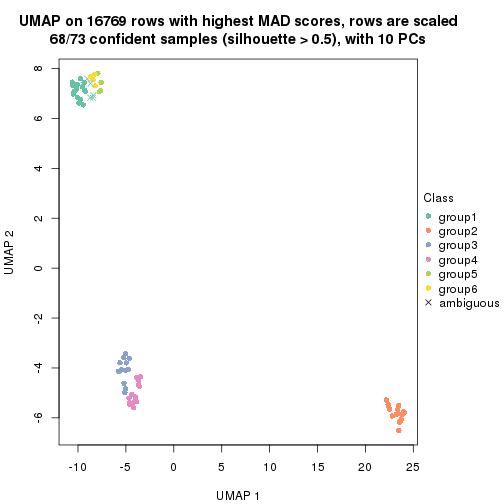 UMAP on 16769 rows with highest MAD scores, rows are scaled
68/73 confident samples (silhouette > 0.5), with 10 PCs
8
6
4
2
0
-2
-4
-6
UMAP 2
-10
-5
0
5
10
15
20
25
UMAP 1
Class
group1
group2
group3
group4
group5
group6
ambiguous